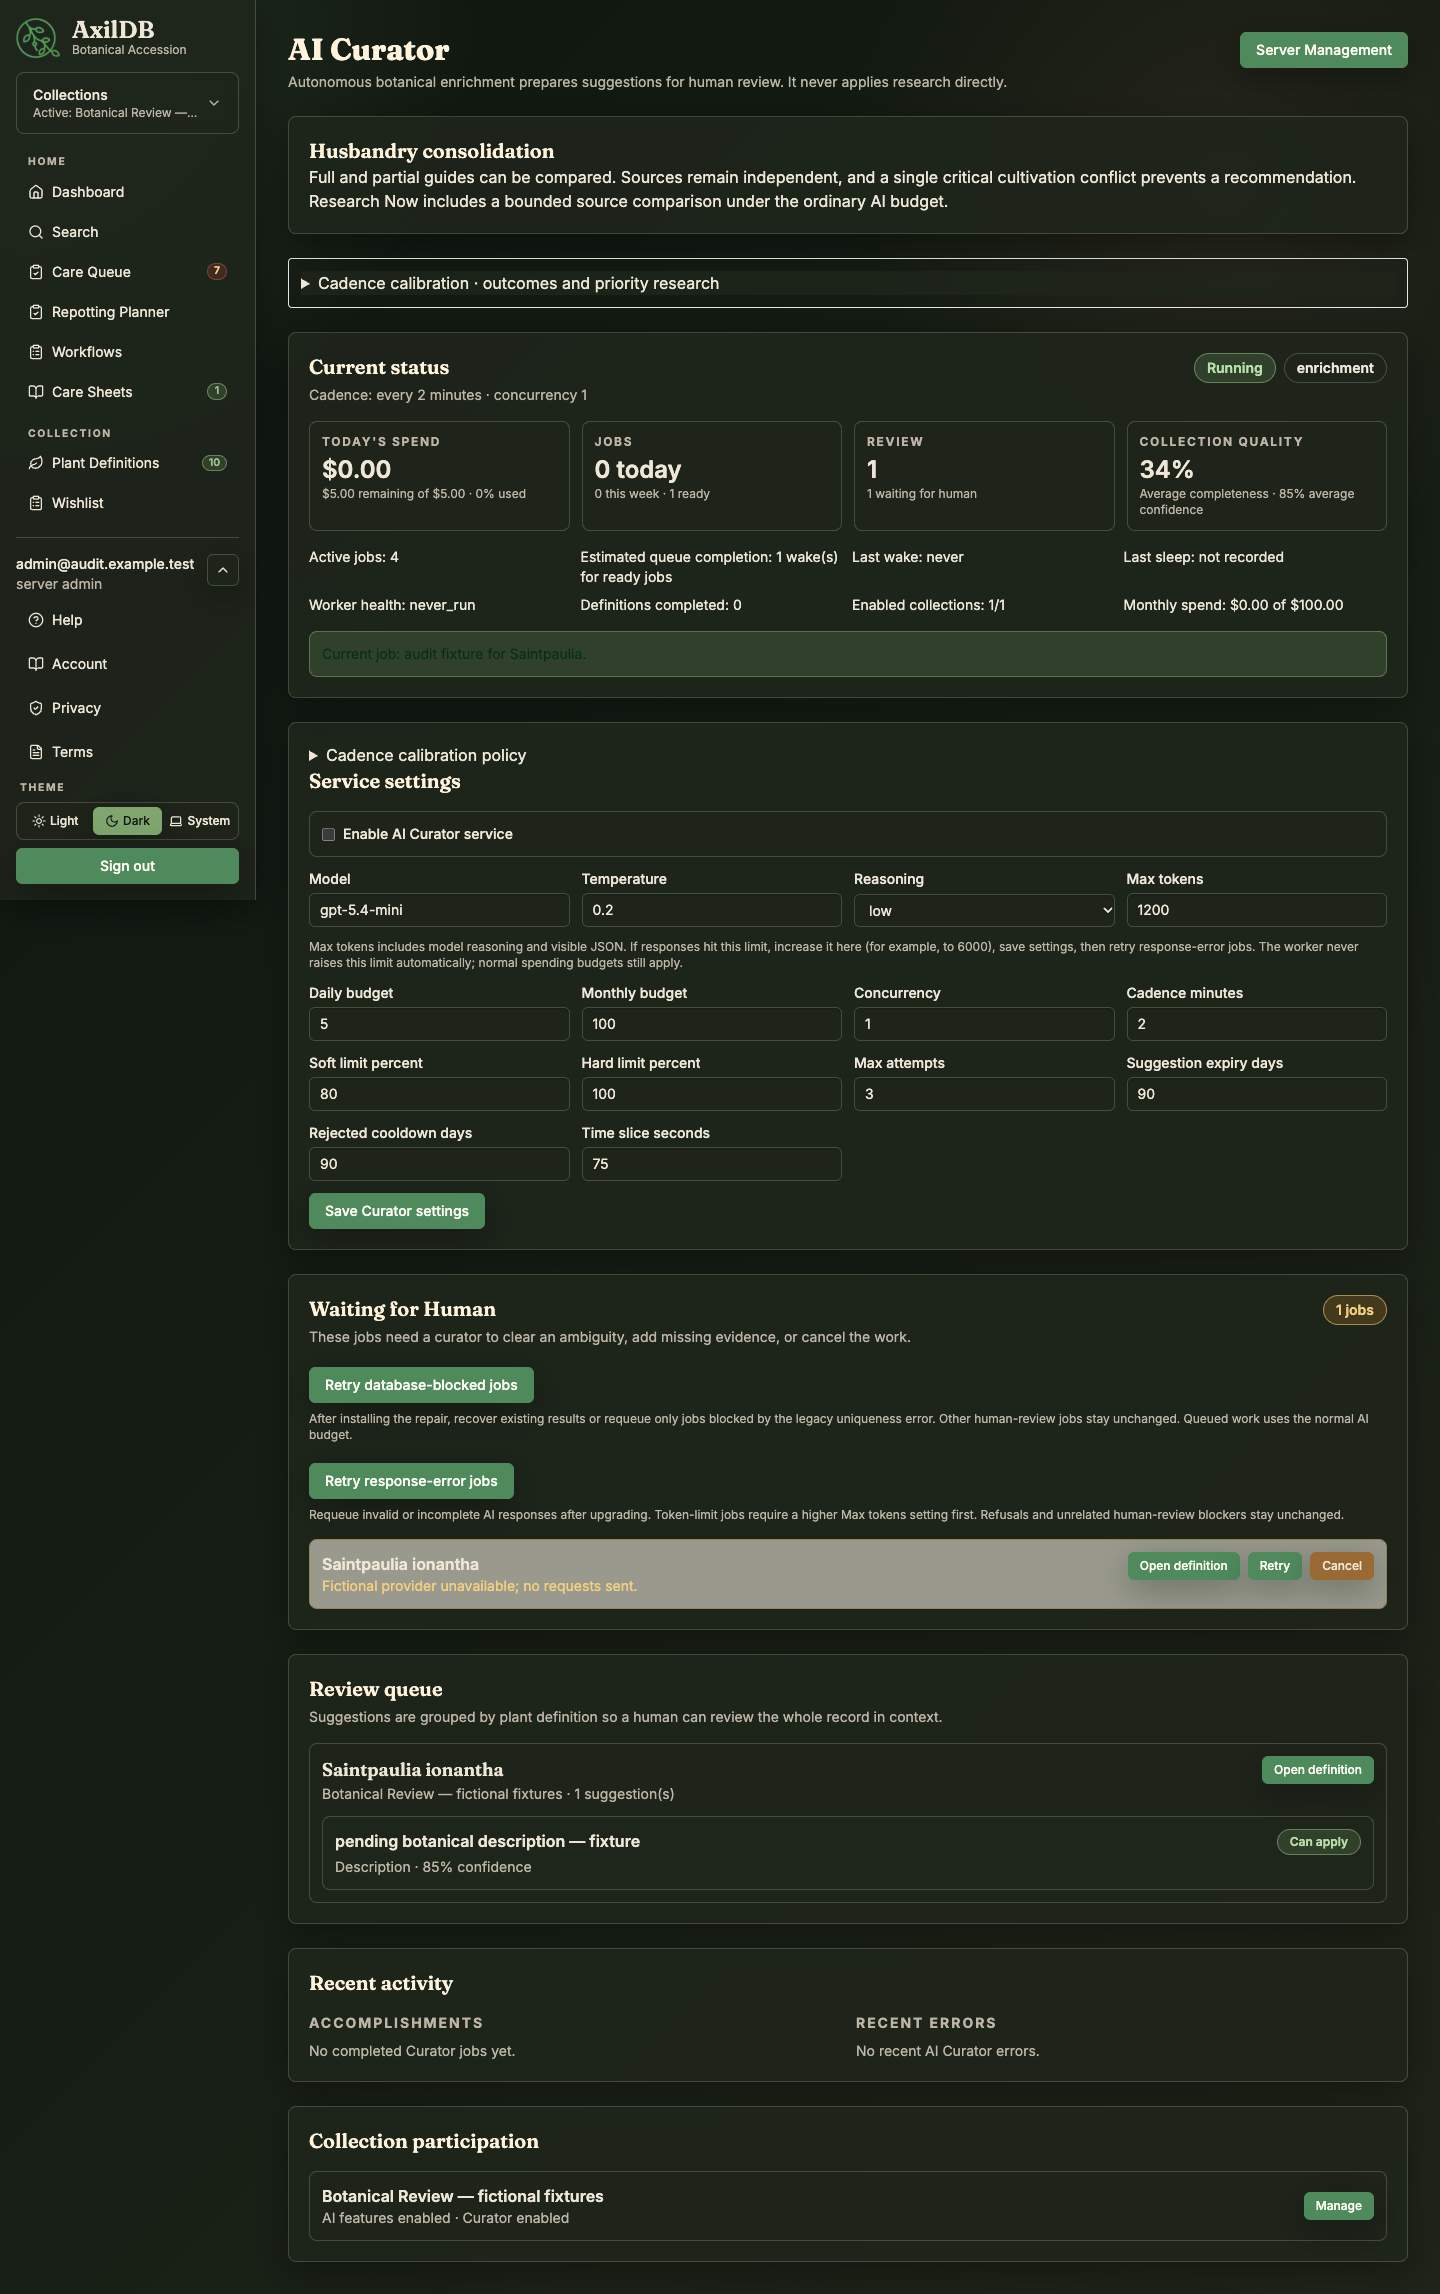 AxilDB
Botanical Accession
Collections
Active: Botanical Review —...
HOME
Dashboard
Search
Care Queue
7
Repotting Planner
Workflows
Care Sheets
1
COLLECTION
Plant Definitions
10
Wishlist
admin@audit.example.test
server admin
Help
Account
Privacy
Terms
THEME
Light
Dark
System
Sign out
AI Curator
Server Management
Autonomous botanical enrichment prepares suggestions for human review. It never applies research directly.
Husbandry consolidation
Full and partial guides can be compared. Sources remain independent, and a single critical cultivation conflict prevents a recommendation.
Research Now includes a bounded source comparison under the ordinary AI budget.
Cadence calibration · outcomes and priority research
Current status
Running
enrichment
Cadence: every 2 minutes · concurrency 1
TODAY'S SPEND
$0.00
$5.00 remaining of $5.00 · 0% used
JOBS
0 today
0 this week · 1 ready
REVIEW
1
1 waiting for human
COLLECTION QUALITY
34%
Average completeness · 85% average
confidence
Active jobs: 4
Estimated queue completion: 1 wake(s)
for ready jobs
Last wake: never
Last sleep: not recorded
Worker health: never_run
Definitions completed: 0
Enabled collections: 1/1
Monthly spend: $0.00 of $100.00
Current job: audit fixture for Saintpaulia.
Cadence calibration policy
Service settings
Enable AI Curator service
Model
gpt-5.4-mini
Temperature
0.2
Reasoning
low
Max tokens
1200
Max tokens includes model reasoning and visible JSON. If responses hit this limit, increase it here (for example, to 6000), save settings, then retry response-error jobs. The worker never
raises this limit automatically; normal spending budgets still apply.
Daily budget
5
Monthly budget
100
Concurrency
1
Cadence minutes
2
Soft limit percent
80
Hard limit percent
100
Max attempts
3
Suggestion expiry days
90
Rejected cooldown days
90
Time slice seconds
75
Save Curator settings
Waiting for Human
1 jobs
These jobs need a curator to clear an ambiguity, add missing evidence, or cancel the work.
Retry database-blocked jobs
After installing the repair, recover existing results or requeue only jobs blocked by the legacy uniqueness error. Other human-review jobs stay unchanged. Queued work uses the normal AI
budget.
Retry response-error jobs
Requeue invalid or incomplete AI responses after upgrading. Token-limit jobs require a higher Max tokens setting first. Refusals and unrelated human-review blockers stay unchanged.
Saintpaulia ionantha
Fictional provider unavailable; no requests sent.
Open definition
Retry
Cancel
Review queue
Suggestions are grouped by plant definition so a human can review the whole record in context.
Saintpaulia ionantha
Open definition
Botanical Review — fictional fixtures · 1 suggestion(s)
pending botanical description — fixture
Can apply
Description · 85% confidence
Recent activity
ACCOMPLISHMENTS
No completed Curator jobs yet.
RECENT ERRORS
No recent AI Curator errors.
Collection participation
Botanical Review — fictional fixtures
AI features enabled · Curator enabled
Manage